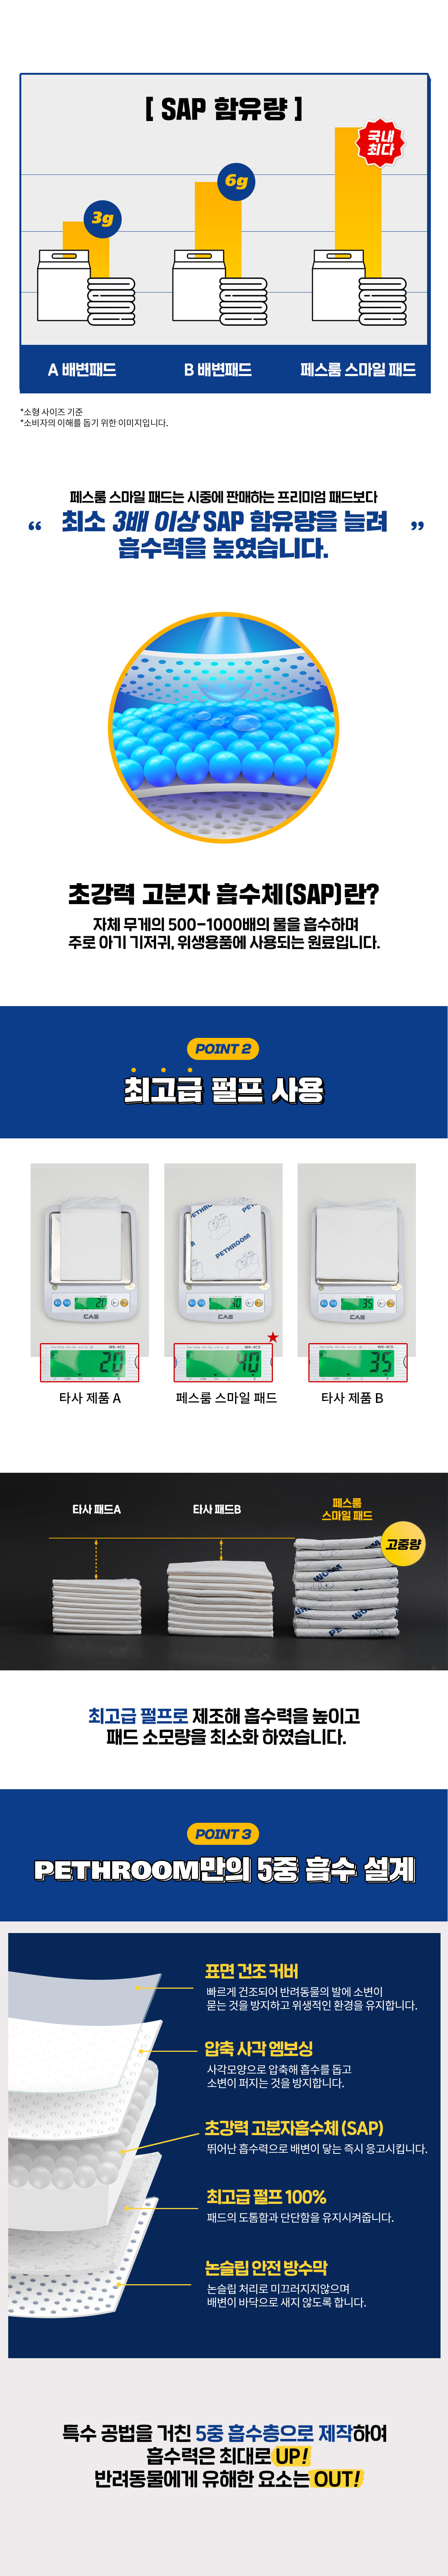 [ SAP 함유량 ]
국내
최다
6g
3g
A 배변패드
B 배변패드
페스룸 스마일 패드
*소형 사이즈 기준
*소비자의 이해를 돕기 위한 이미지입니다.
페스룸 스마일 패드는 시중에 판매하는 프리미엄 패드보다
“ 최소 3배 이상 SAP 함유량을 늘려 ”
흡수력을 높였습니다.
초강력 고분자 흡수체(SAP)란?
자체 무게의 500-1000배의 물을 흡수하며
주로 아기 기저귀, 위생용품에 사용되는 원료입니다.
POINT 2
최고급 펄프 사용
PETHROOM
PETHROOM
20
40
35
CAS
CAS
CAS
20
40
35
타사 제품 A
페스룸 스마일 패드
타사 제품 B
타사 패드A
타사 패드B
페스룸
스마일 패드
고중량
최고급 펄프로 제조해 흡수력을 높이고
패드 소모량을 최소화 하였습니다.
POINT 3
PETHROOM만의 5중 흡수 설계
표면 건조 커버
빠르게 건조되어 반려동물의 발에 소변이
묻는 것을 방지하고 위생적인 환경을 유지합니다.
압축 사각 엠보싱
사각모양으로 압축해 흡수를 돕고
소변이 퍼지는 것을 방지합니다.
초강력 고분자흡수체 (SAP)
뛰어난 흡수력으로 배변이 닿는 즉시 응고시킵니다.
최고급 펄프 100%
패드의 도톰함과 단단함을 유지시켜줍니다.
논슬립 안전 방수막
논슬립 처리로 미끄러지지않으며
배변이 바닥으로 새지 않도록 합니다.
특수 공법을 거친 5중 흡수층으로 제작하여
흡수력은 최대로 UP!
반려동물에게 유해한 요소는 OUT!